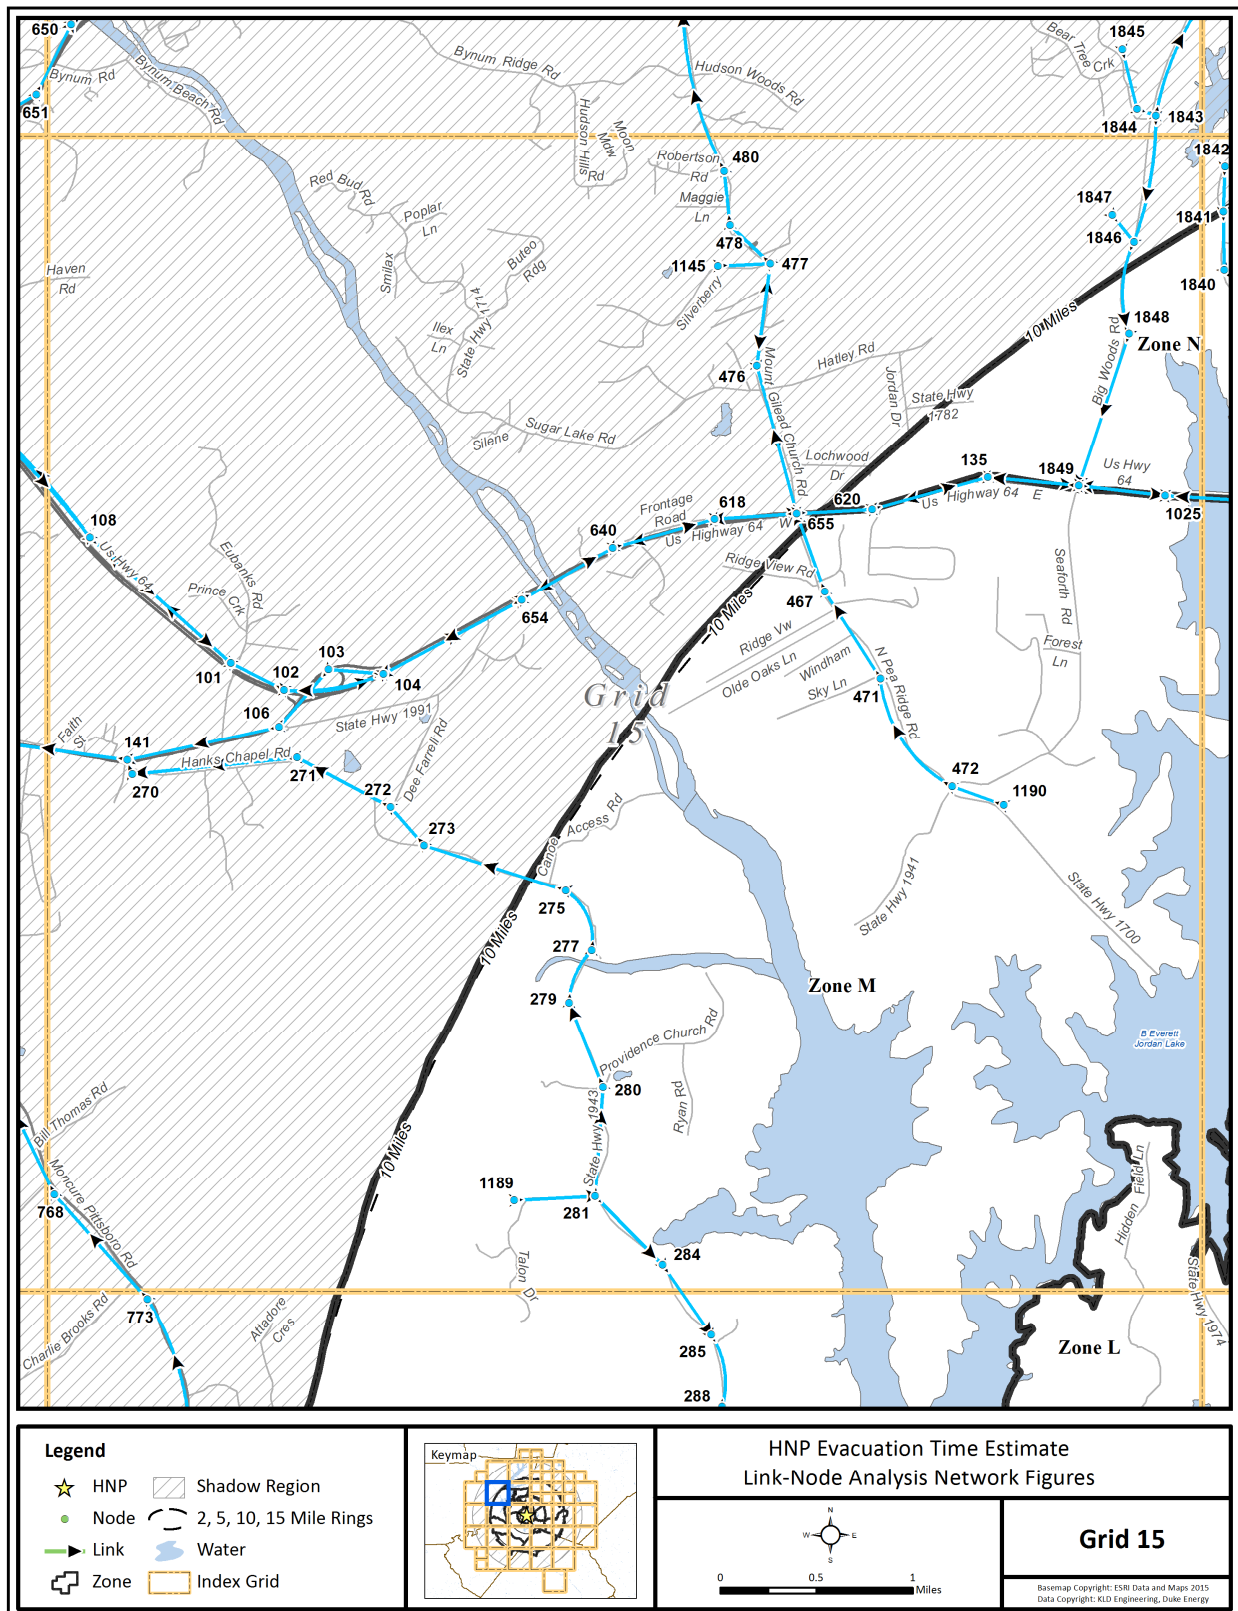 650
Bynum Rd
651
Bynum Beach Rd
Bynum Ridge Rd
Hudson Woods Rd
Bear Tree
Crk
1845
1844
1843
1842
Hudson Hills
Rd
Moon
Mdw
Robertson
Rd
480
Maggie
Ln
478
1145
477
Silverberry
1847
1846
1841
1840
1848
Zone N
10 Miles
Red Bud Rd
Poplar
Ln
Smilax
Buteo
Rdg
State Hwy 1714
Ilex
Ln
Haven
Rd
476
Mount Gilead Church Rd
Hatley Rd
Jordan Dr
State Hwy
1782
Big Woods Rd
Silene
Sugar Lake Rd
Lochwood
Dr
135
1849
Us Hwy
64
1025
Us Highway 64 E
620
655
618
Frontage
Road
Us Highway 64 W
640
654
108
Us Hwy 64
Eubanks Rd
Prince Crk
101
102
103
104
106
State Hwy 1991
Ridge View Rd
467
10 Miles
Ridge Vw
Olde Oaks Ln
Windham
Sky Ln
471
N Pea Ridge Rd
Seaforth Rd
Forest
Ln
Grid
15
Faith
St
141
Hanks Chapel Rd
270
271
272
273
Dee Farrell Rd
472
1190
Canoe Access Rd
275
277
279
10 Miles
State Hwy 1941
State Hwy 1700
Zone M
B Everett
Jordan Lake
Providence Church Rd
280
Ryan Rd
State Hwy 1943
Bill Thomas Rd
768
Moncure Pittsboro Rd
773
Charlie Brooks Rd
Attadore
Cres
10 Miles
1189
281
284
Talon Dr
285
288
Hidden Field Ln
State Hwy 1974
Zone L
Legend
HNP
Shadow Region
Node
2, 5, 10, 15 Mile Rings
Link
Water
Zone
Index Grid
Keymap
HNP Evacuation Time Estimate
Link-Node Analysis Network Figures
N
W
E
S
0
0.5
1
Miles
Grid 15
Basemap Copyright: ESRI Data and Maps 2015
Data Copyright: KLD Engineering, Duke Energy